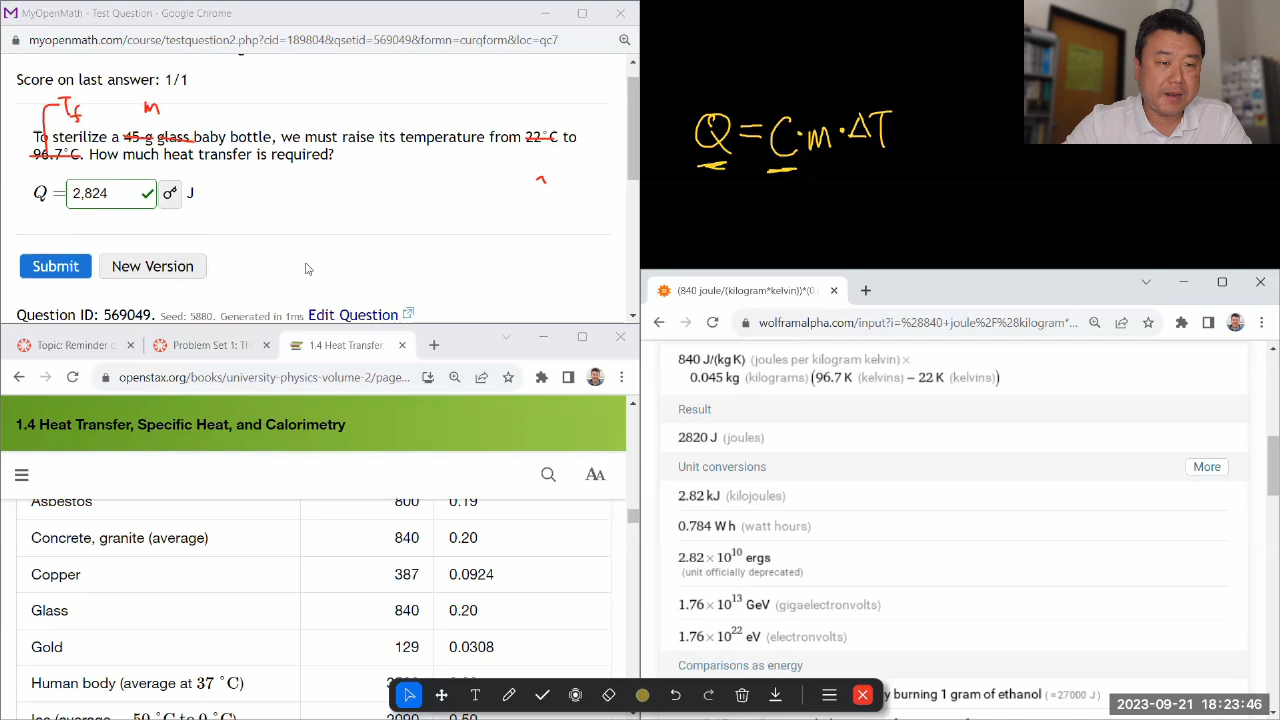 MyOpenMath - Test Question - Google Chrome
myopenmath.com/course/testquestion2.php?cid=189804&qsetid=569049&formn=curqform&loc=qc7
Score on last answer: 1/1
Tf
m
To sterilize a 45-g glass baby bottle, we must raise its temperature from 22°C to
96.7°C. How much heat transfer is required?
Q = 2,824 J
Submit New Version
Question ID: 569049. Seed: 5880. Generated in 1ms Edit Question
Q = C·m·ΔT
Topic: Reminder
Problem Set 1: Th
1.4 Heat Transfer,
openstax.org/books/university-physics-volume-2/page...
1.4 Heat Transfer, Specific Heat, and Calorimetry
AA
Asbestos 800 0.19
Concrete, granite (average) 840 0.20
Copper 387 0.0924
Glass 840 0.20
Gold 129 0.0308
Human body (average at 37 °C)
(840 joule/(kilogram*kelvin))*(0.
wolframalpha.com/input?i=%28840+joule%2F%28kilogram*...
840 J/(kg K) (joules per kilogram kelvin) ×
0.045 kg (kilograms) (96.7 K (kelvins) − 22 K (kelvins))
Result
2820 J (joules)
Unit conversions
More
2.82 kJ (kilojoules)
0.784 W h (watt hours)
2.82 × 10^10 ergs
(unit officially deprecated)
1.76 × 10^13 GeV (gigaelectronvolts)
1.76 × 10^22 eV (electronvolts)
Comparisons as energy
y burning 1 gram of ethanol ( ≈ 27000 J )
T
2023-09-21 18:23:46